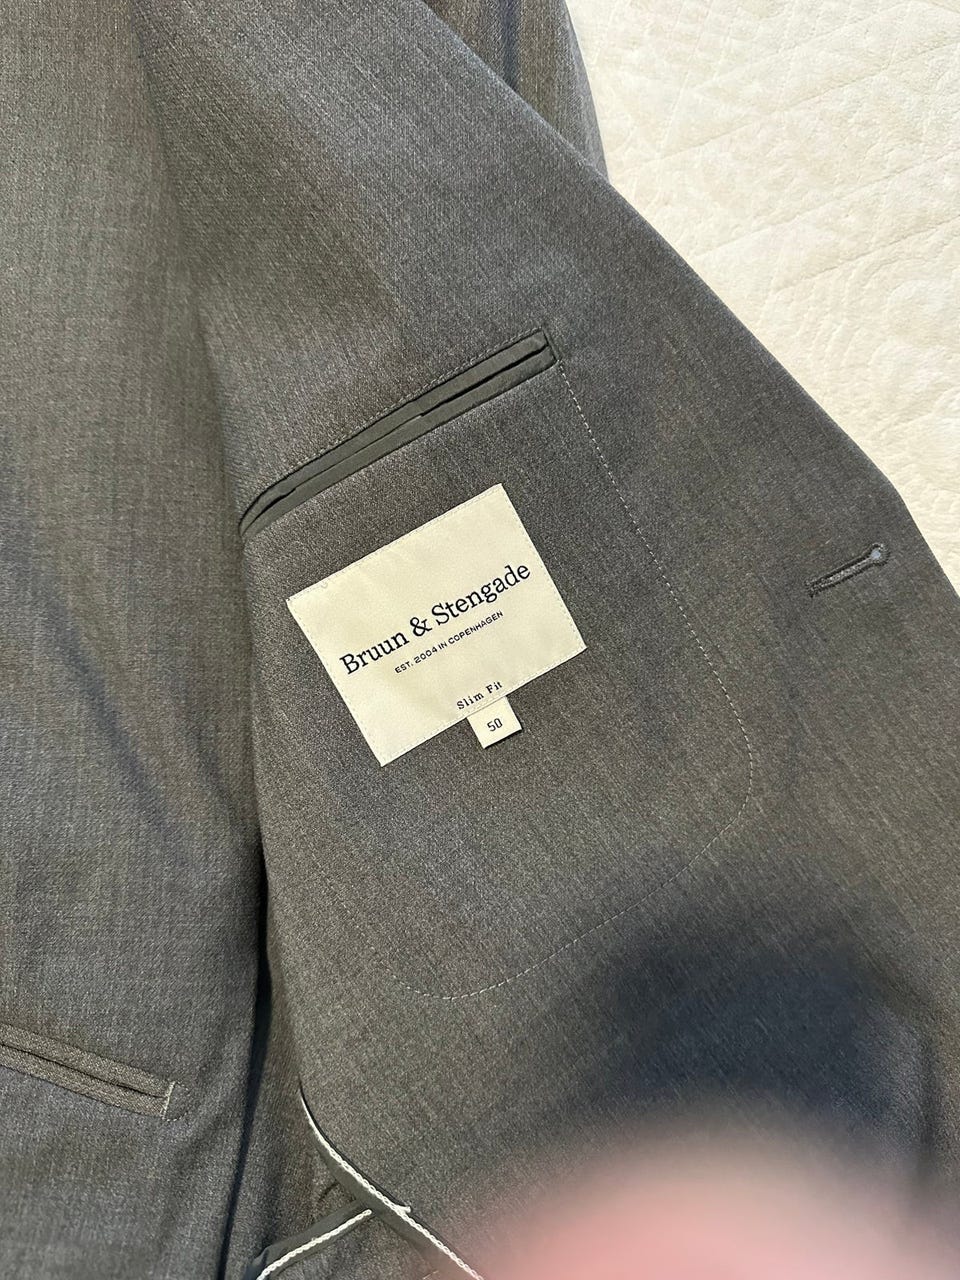 Bruun & Stengade
EST. 2004 IN COPENHAGEN
Slim Fit
50